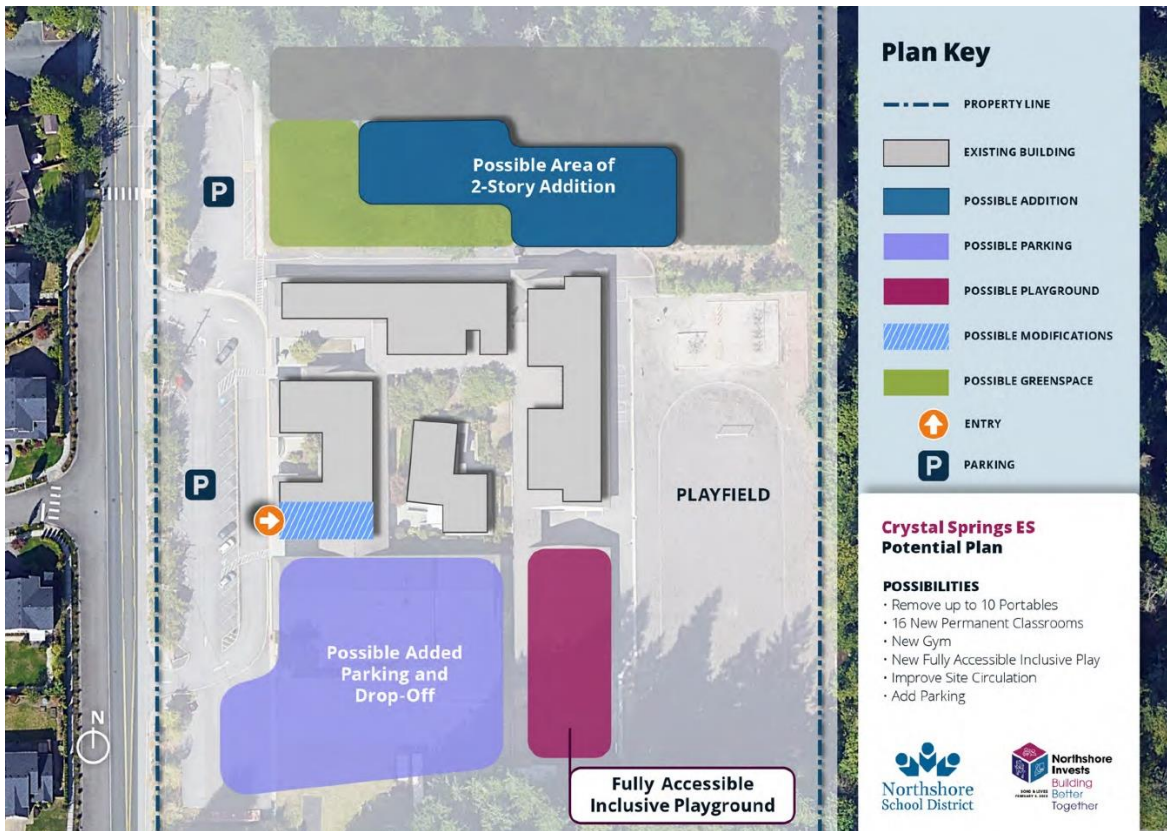 Possible Area of
2-Story Addition
P
P
PLAYFIELD
Possible Added
Parking and
Drop-Off
N
Fully Accessible
Inclusive Playground
Plan Key
PROPERTY LINE
EXISTING BUILDING
POSSIBLE ADDITION
POSSIBLE PARKING
POSSIBLE PLAYGROUND
POSSIBLE MODIFICATIONS
POSSIBLE GREENSPACE
ENTRY
P PARKING
Crystal Springs ES
Potential Plan
POSSIBILITIES
• Remove up to 10 Portables
• 16 New Permanent Classrooms
• New Gym
• New Fully Accessible Inclusive Play
• Improve Site Circulation
• Add Parking
Northshore
School District
Northshore
Invests
Building
Better
Together